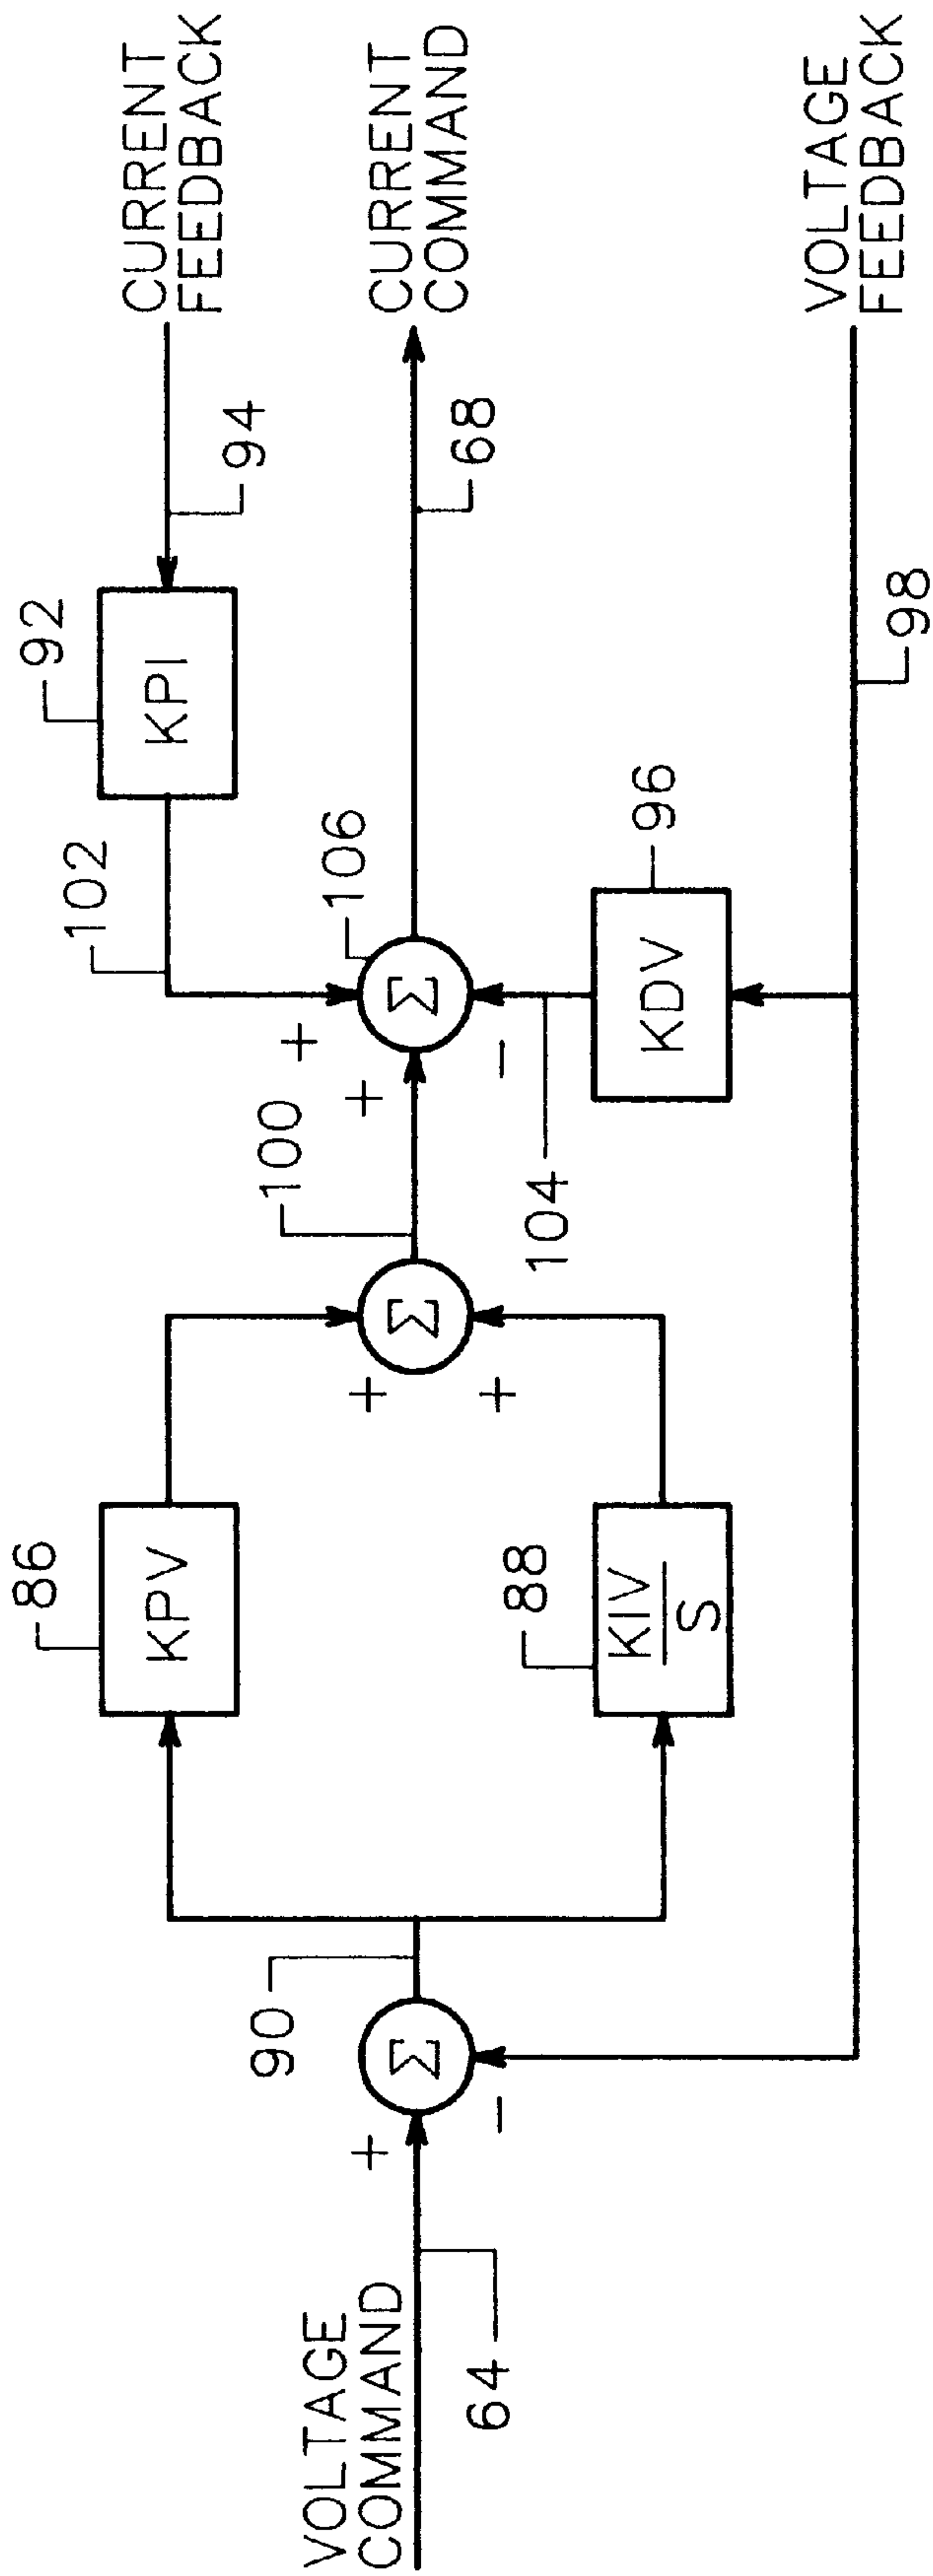 CURRENT
FEEDBACK
92
94
102
KPI
CURRENT
COMMAND
68
106
Σ
+
+
-
100
104
KDV
96
VOLTAGE
FEEDBACK
98
86
KPV
Σ
+
+
88
KIV
S
90
Σ
+
-
VOLTAGE
COMMAND
64